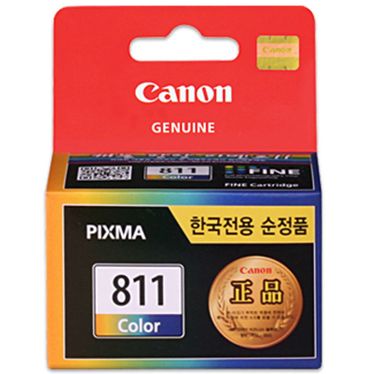 Canon
GENUINE
811
Color
FINE
FINE Cartridge
PIXMA
한국전용 순정품
811
Color
Canon
正品